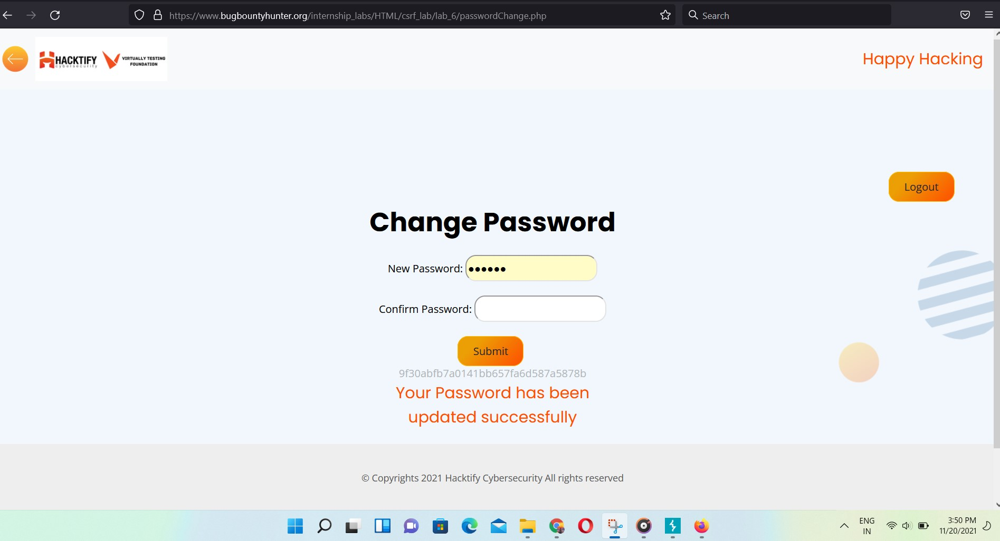 https://www.bugbountyhunter.org/internship_labs/HTML/csrf_lab/lab_6/passwordChange.php
Search
HACKTIFY
cybersecurity
VIRTUALLY TESTING
FOUNDATION
Happy Hacking
Logout
Change Password
New Password: ••••••
Confirm Password:
Submit
9f30abfb7a0141bb657fa6d587a5878b
Your Password has been
updated successfully
© Copyrights 2021 Hacktify Cybersecurity All rights reserved
ENG
IN
3:50 PM
11/20/2021